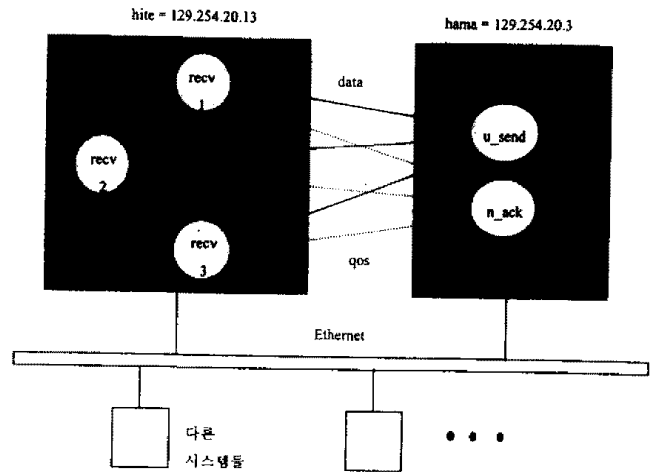 hite = 129.254.20.13
hama = 129.254.20.3
recv
1
data
recv
2
u_send
n_ack
recv
3
qos
Ethernet
다른
시스템들